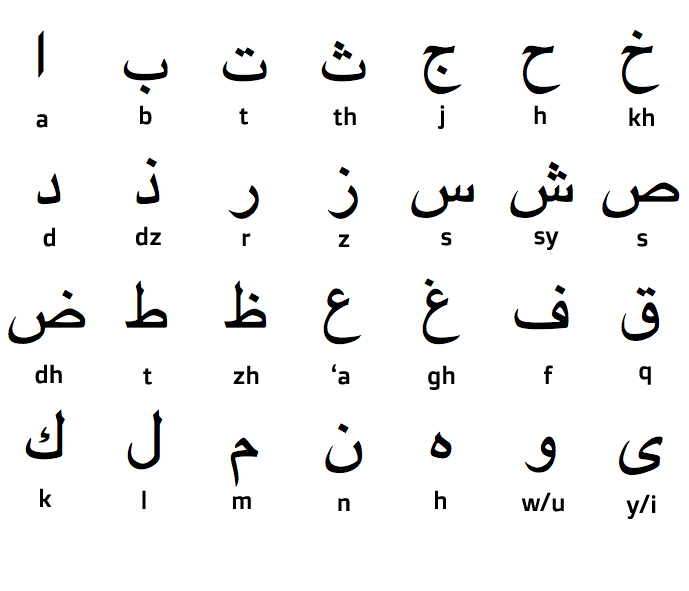 ا ب ت ث ج ح خ
a b t th j h kh
د ذ ر ز س ش ص
d dz r z s sy s
ض ط ظ ع غ ف ق
dh t zh ‘a gh f q
ك ل م ن ه و ى
k l m n h w/u y/i